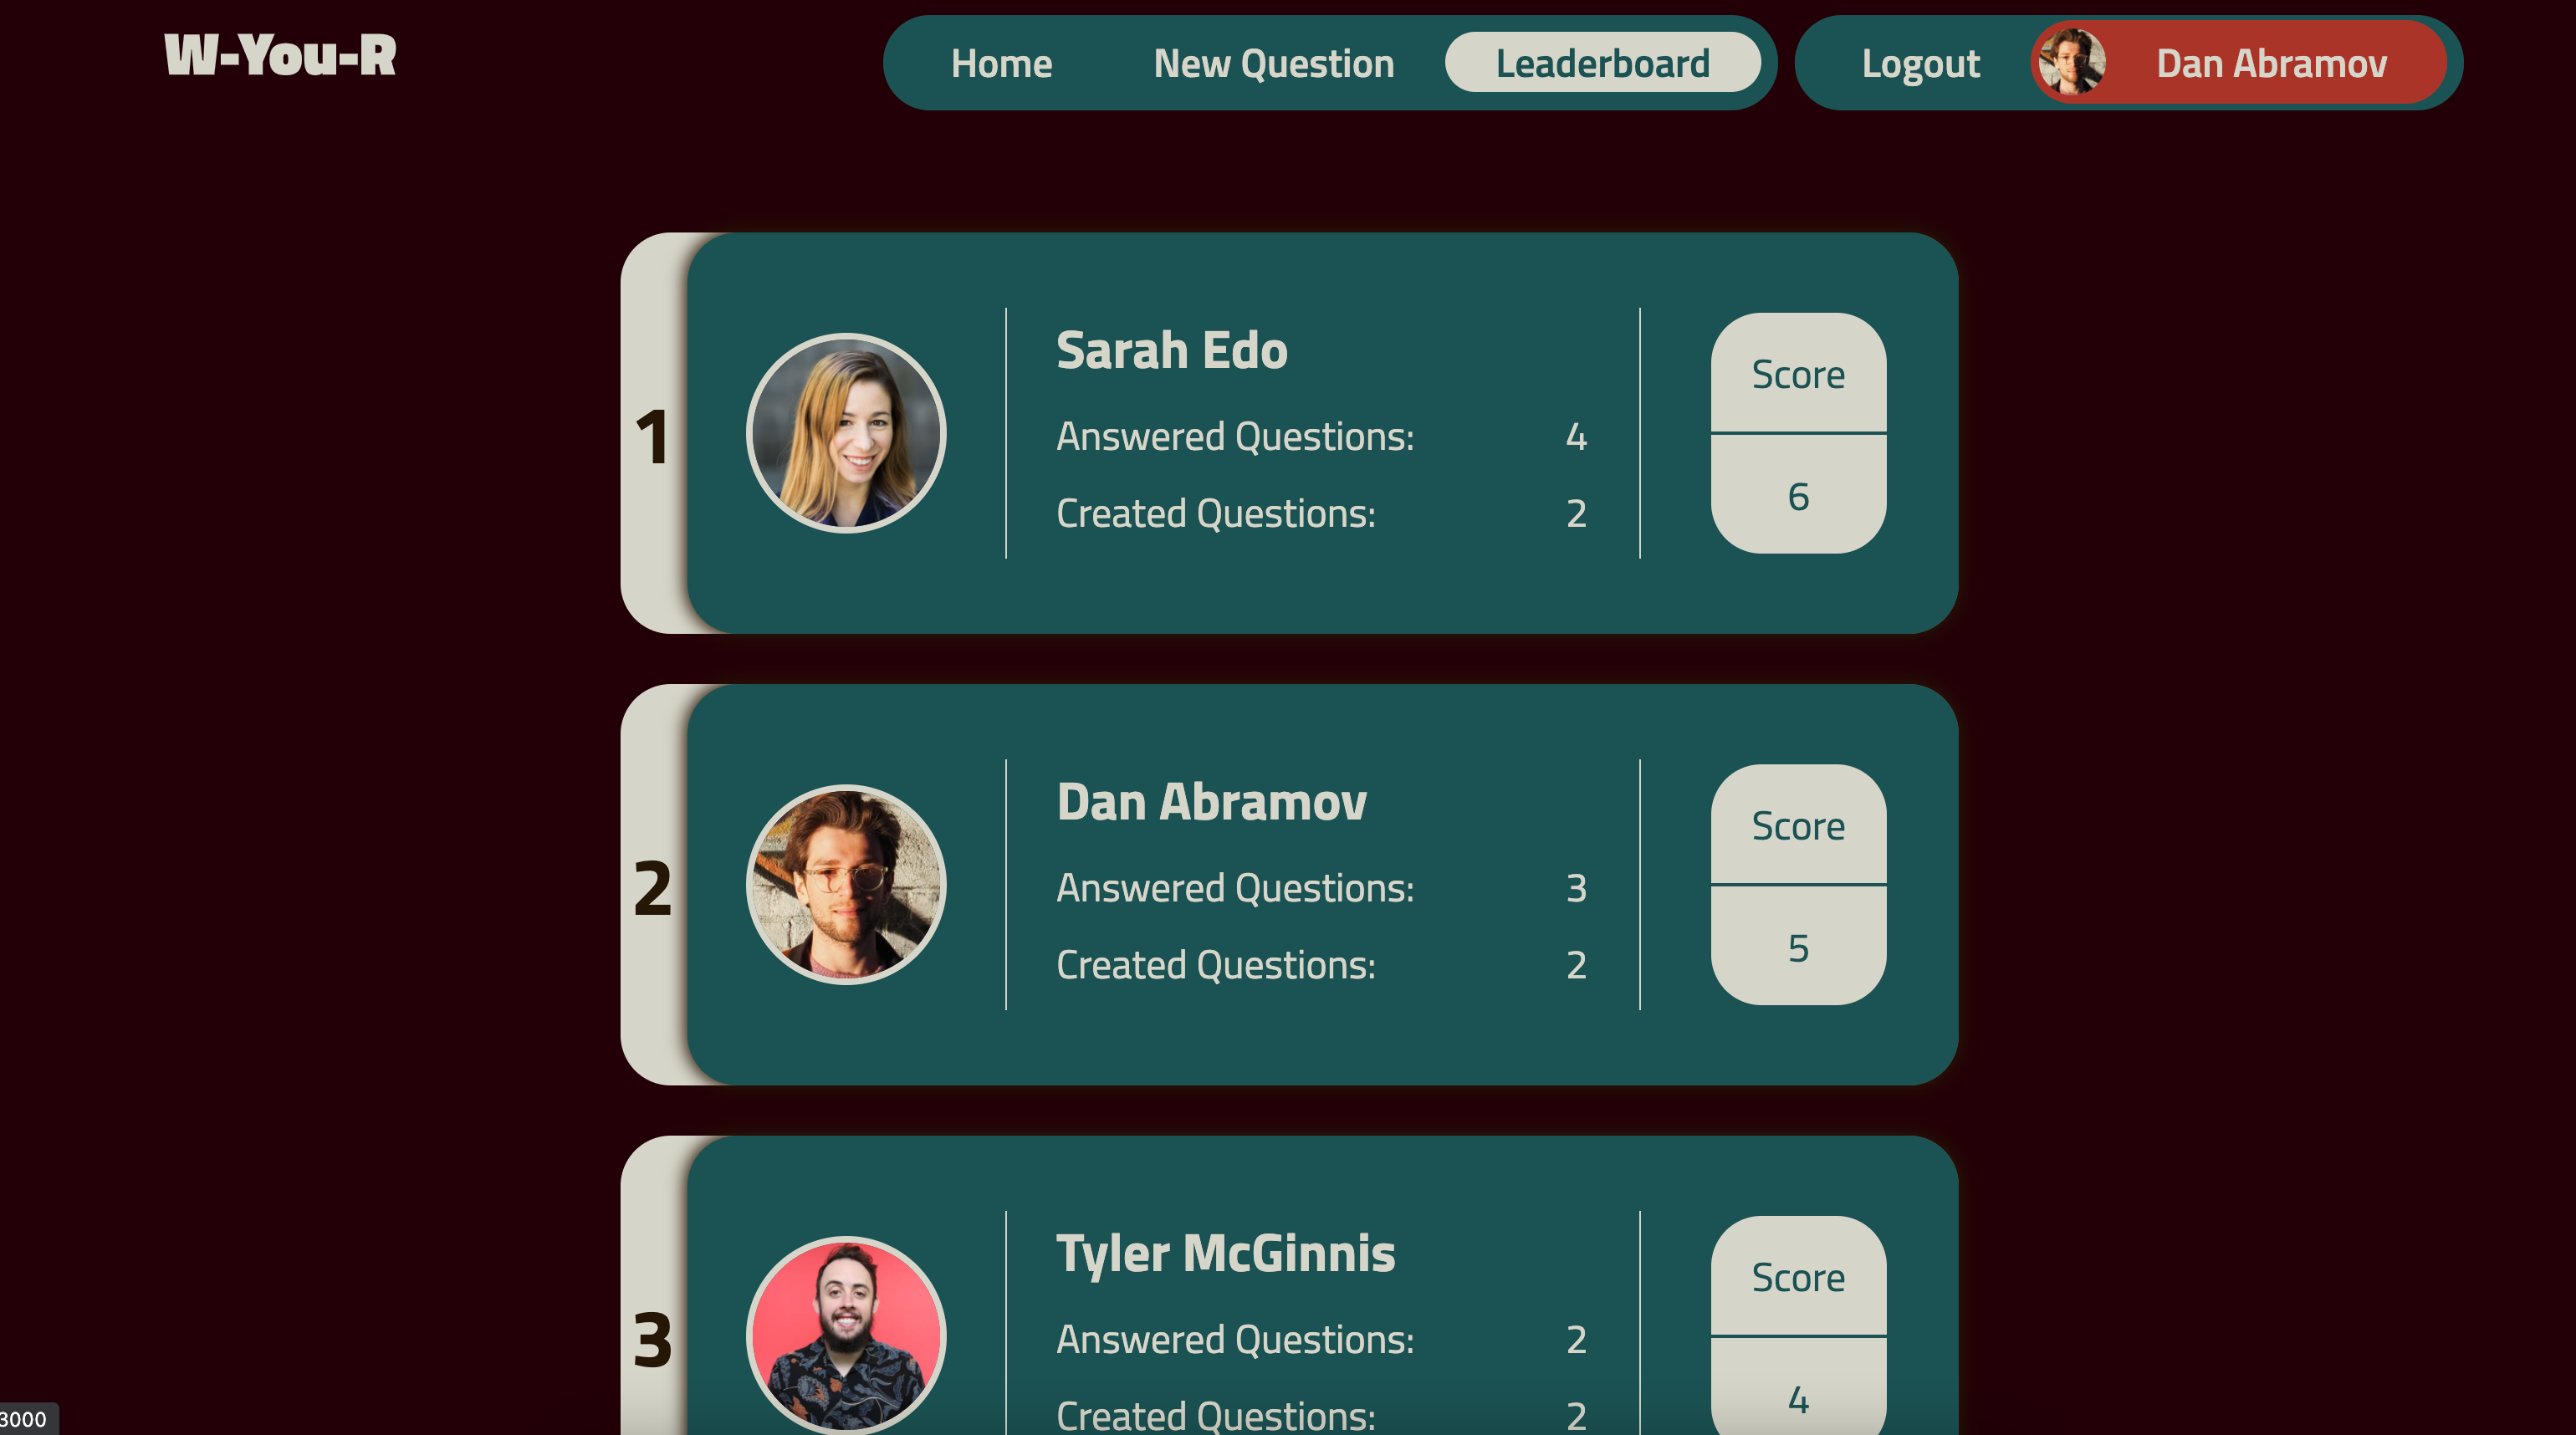 W-You-R
Home New Question Leaderboard Logout Dan Abramov
1
Sarah Edo
Answered Questions: 4
Created Questions: 2
Score
6
2
Dan Abramov
Answered Questions: 3
Created Questions: 2
Score
5
3
Tyler McGinnis
Answered Questions: 2
Created Questions: 2
Score
4
3000